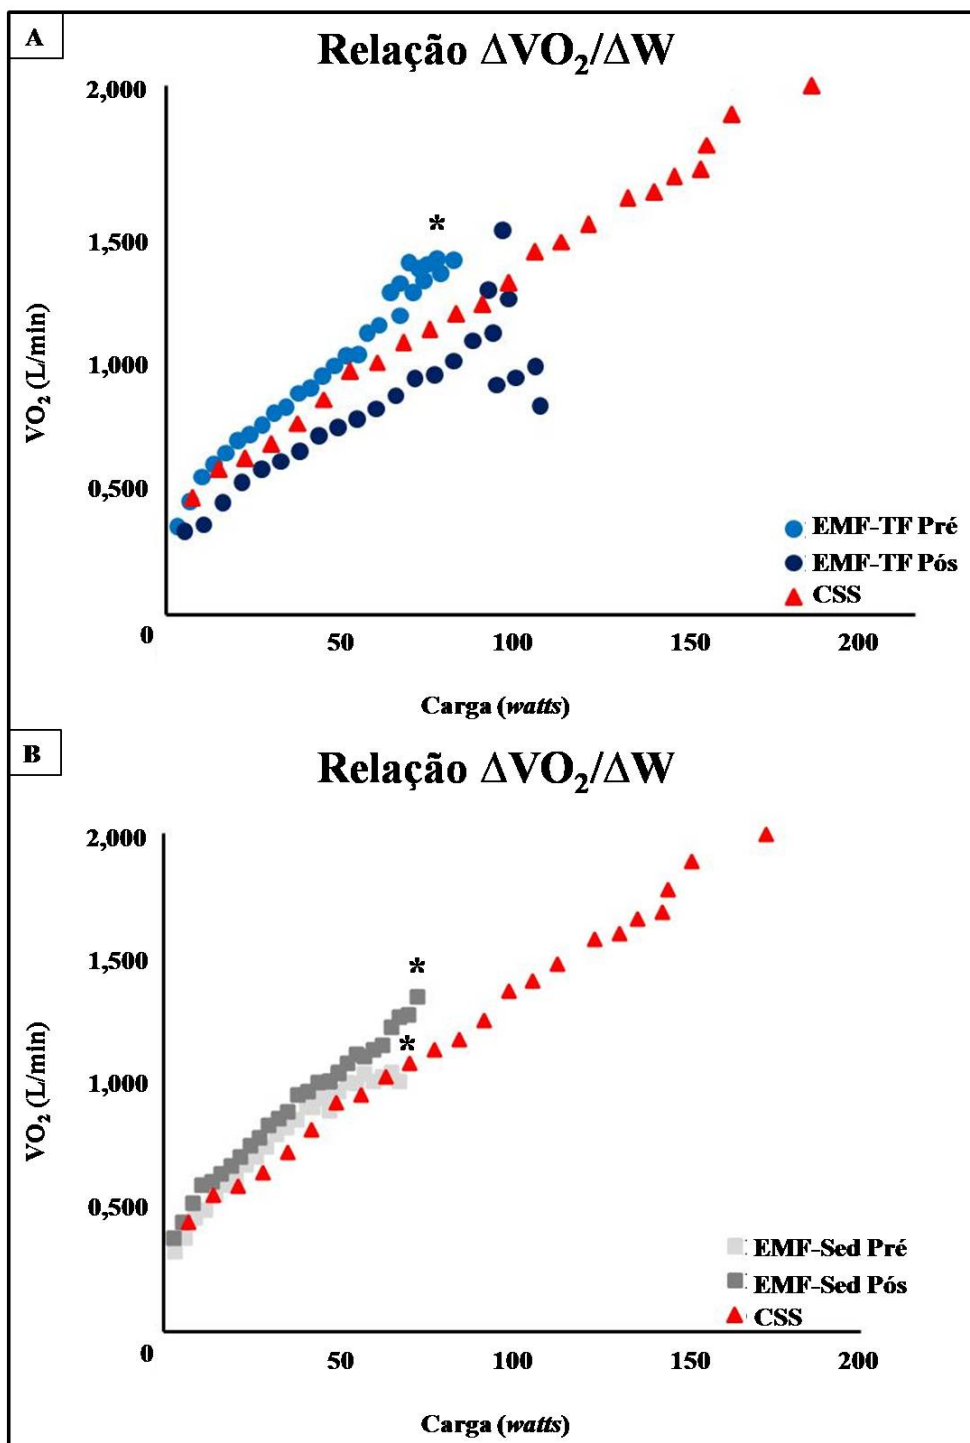 A
Relação ΔVO₂/ΔW
2,000
1,500
1,000
0,500
0
VO₂ (L/min)
*
EMF-TF Pré
EMF-TF Pós
CSS
50 100 150 200
Carga (watts)
B
Relação ΔVO₂/ΔW
2,000
1,500
1,000
0,500
0
VO₂ (L/min)
*
*
EMF-Sed Pré
EMF-Sed Pós
CSS
50 100 150 200
Carga (watts)